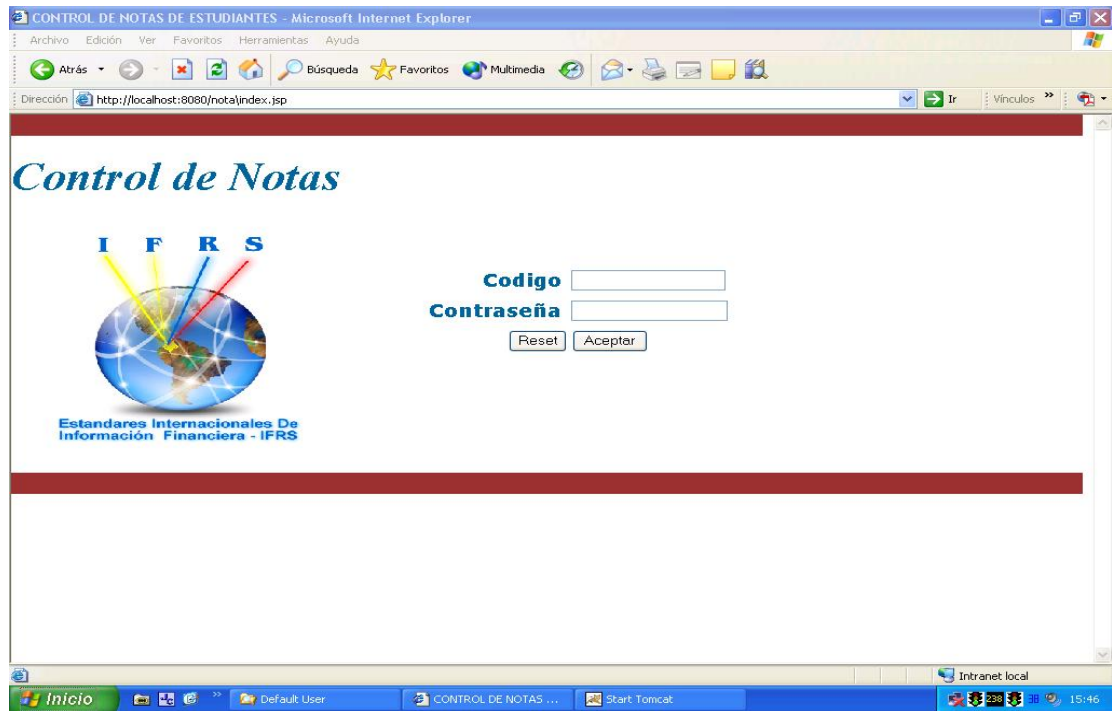 CONTROL DE NOTAS DE ESTUDIANTES - Microsoft Internet Explorer
Archivo Edición Ver Favoritos Herramientas Ayuda
Atrás Búsqueda Favoritos Multimedia
Dirección http://localhost:8080/nota\index.jsp Ir Vínculos »
Control de Notas
I F R S
Estandares Internacionales De
Información Financiera - IFRS
Codigo
Contraseña
Reset Aceptar
Intranet local
Inicio » Default User CONTROL DE NOTAS ... Start Tomcat 238 38 15:46